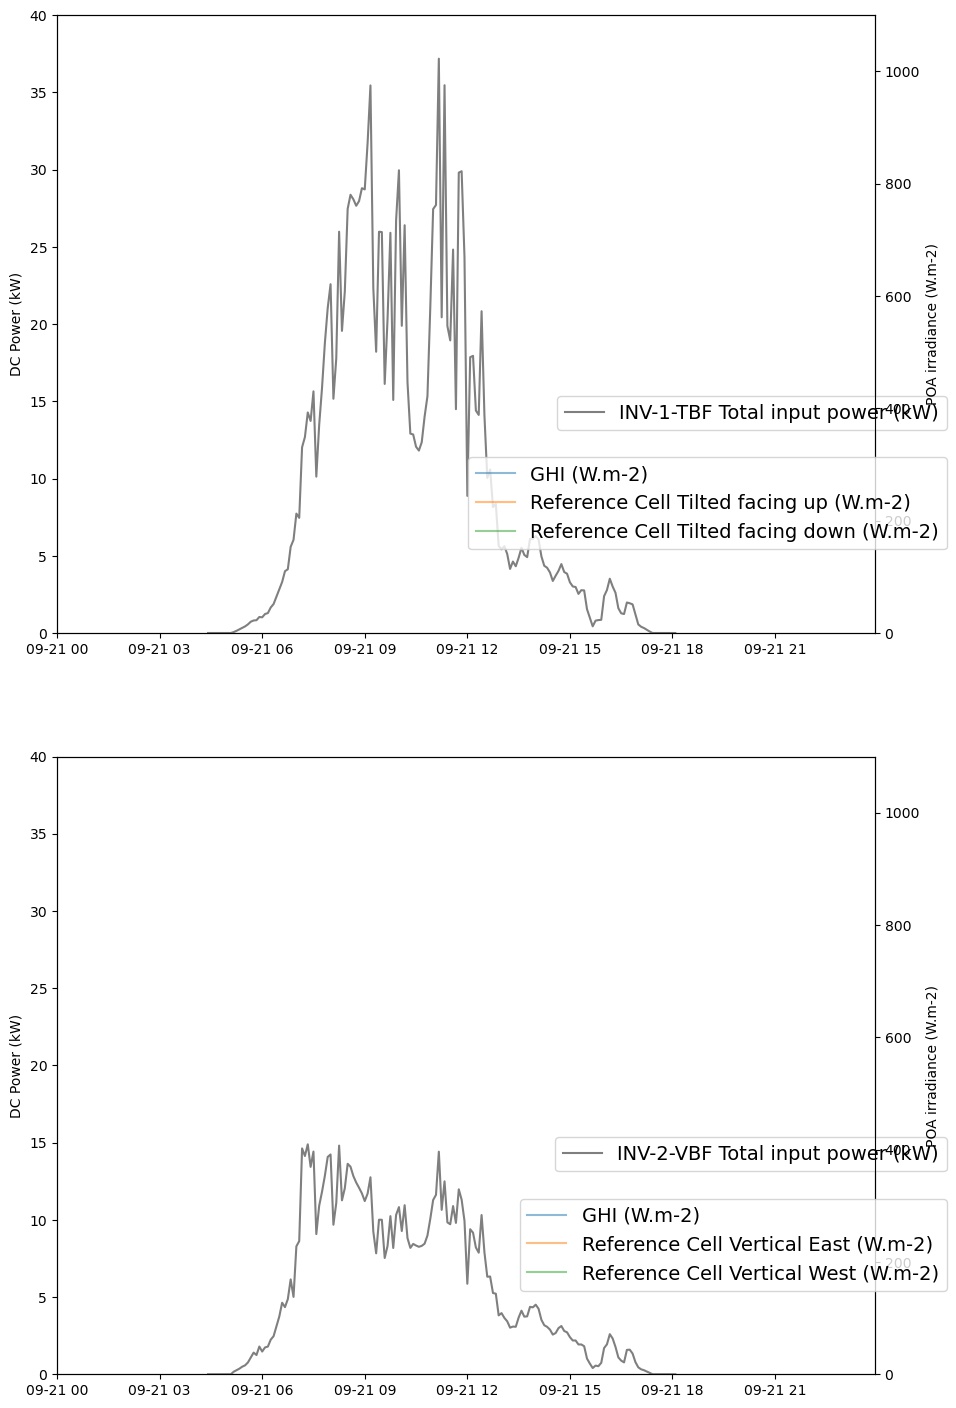 40
35
30
25
20
15
10
5
0
DC Power (kW)
1000
800
600
400
200
0
POA irradiance (W.m-2)
INV-1-TBF Total input power (kW)
GHI (W.m-2)
Reference Cell Tilted facing up (W.m-2)
Reference Cell Tilted facing down (W.m-2)
09-21 00 09-21 03 09-21 06 09-21 09 09-21 12 09-21 15 09-21 18 09-21 21
40
35
30
25
20
15
10
5
0
DC Power (kW)
1000
800
600
400
200
0
POA irradiance (W.m-2)
INV-2-VBF Total input power (kW)
GHI (W.m-2)
Reference Cell Vertical East (W.m-2)
Reference Cell Vertical West (W.m-2)
09-21 00 09-21 03 09-21 06 09-21 09 09-21 12 09-21 15 09-21 18 09-21 21